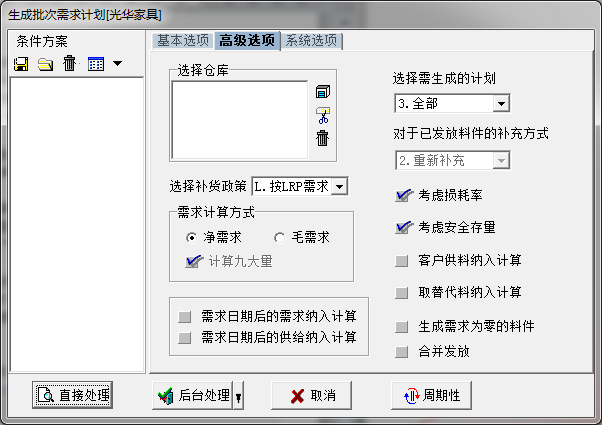 生成批次需求计划[光华家具]
条件方案
基本选项 高级选项 系统选项
选择仓库
选择补货政策 L.按LRP需求
需求计算方式
净需求 毛需求
计算九大量
需求日期后的需求纳入计算
需求日期后的供给纳入计算
选择需生成的计划
3.全部
对于已发放料件的补充方式
2.重新补充
考虑损耗率
考虑安全存量
客户供料纳入计算
取替代料纳入计算
生成需求为零的料件
合并发放
直接处理 后台处理 取消 周期性